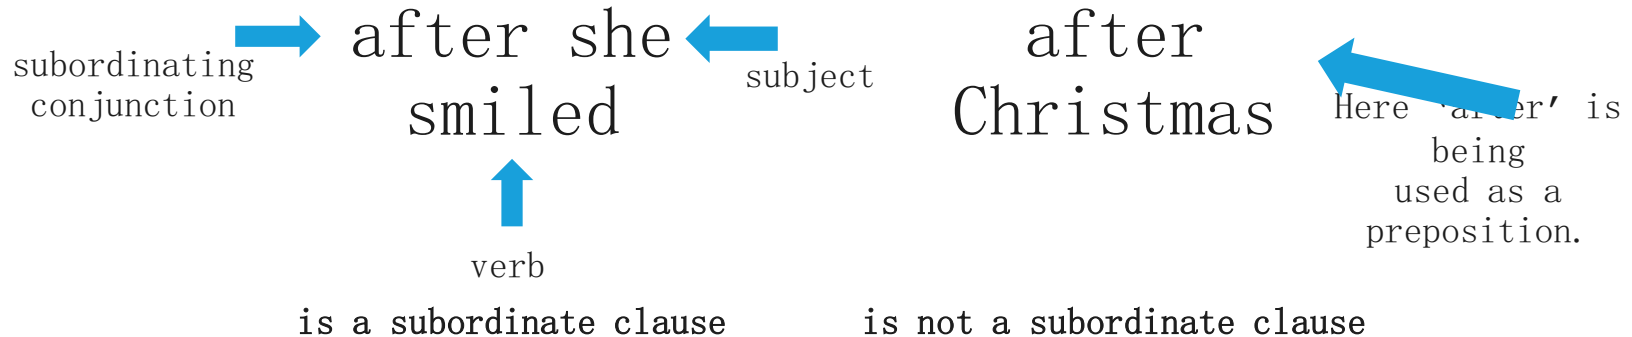 after she
smiled
subordinating
conjunction
subject
verb
is a subordinate clause
after
Christmas
Here 'after' is
being
used as a
preposition.
is not a subordinate clause